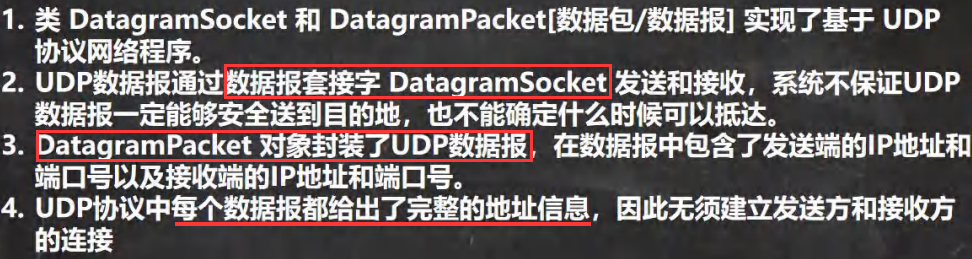 1. 类 DatagramSocket 和 DatagramPacket[数据包/数据报] 实现了基于 UDP
协议网络程序。
2. UDP数据报通过数据报套接字 DatagramSocket 发送和接收，系统不保证UDP
数据报一定能够安全送到目的地，也不能确定什么时候可以抵达。
3. DatagramPacket 对象封装了UDP数据报，在数据报中包含了发送端的IP地址和
端口号以及接收端的IP地址和端口号。
4. UDP协议中每个数据报都给出了完整的地址信息，因此无须建立发送方和接收方
的连接